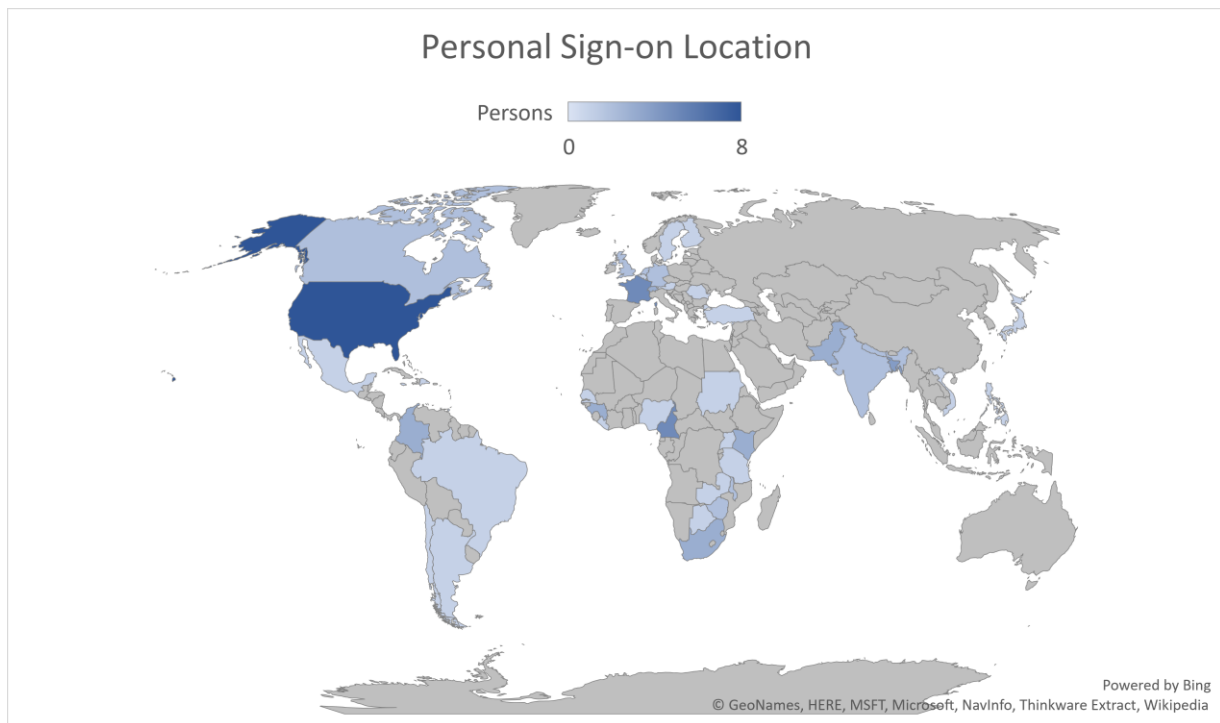 Personal Sign-on Location
Persons
0 8
Powered by Bing
© GeoNames, HERE, MSFT, Microsoft, NavInfo, Thinkware Extract, Wikipedia